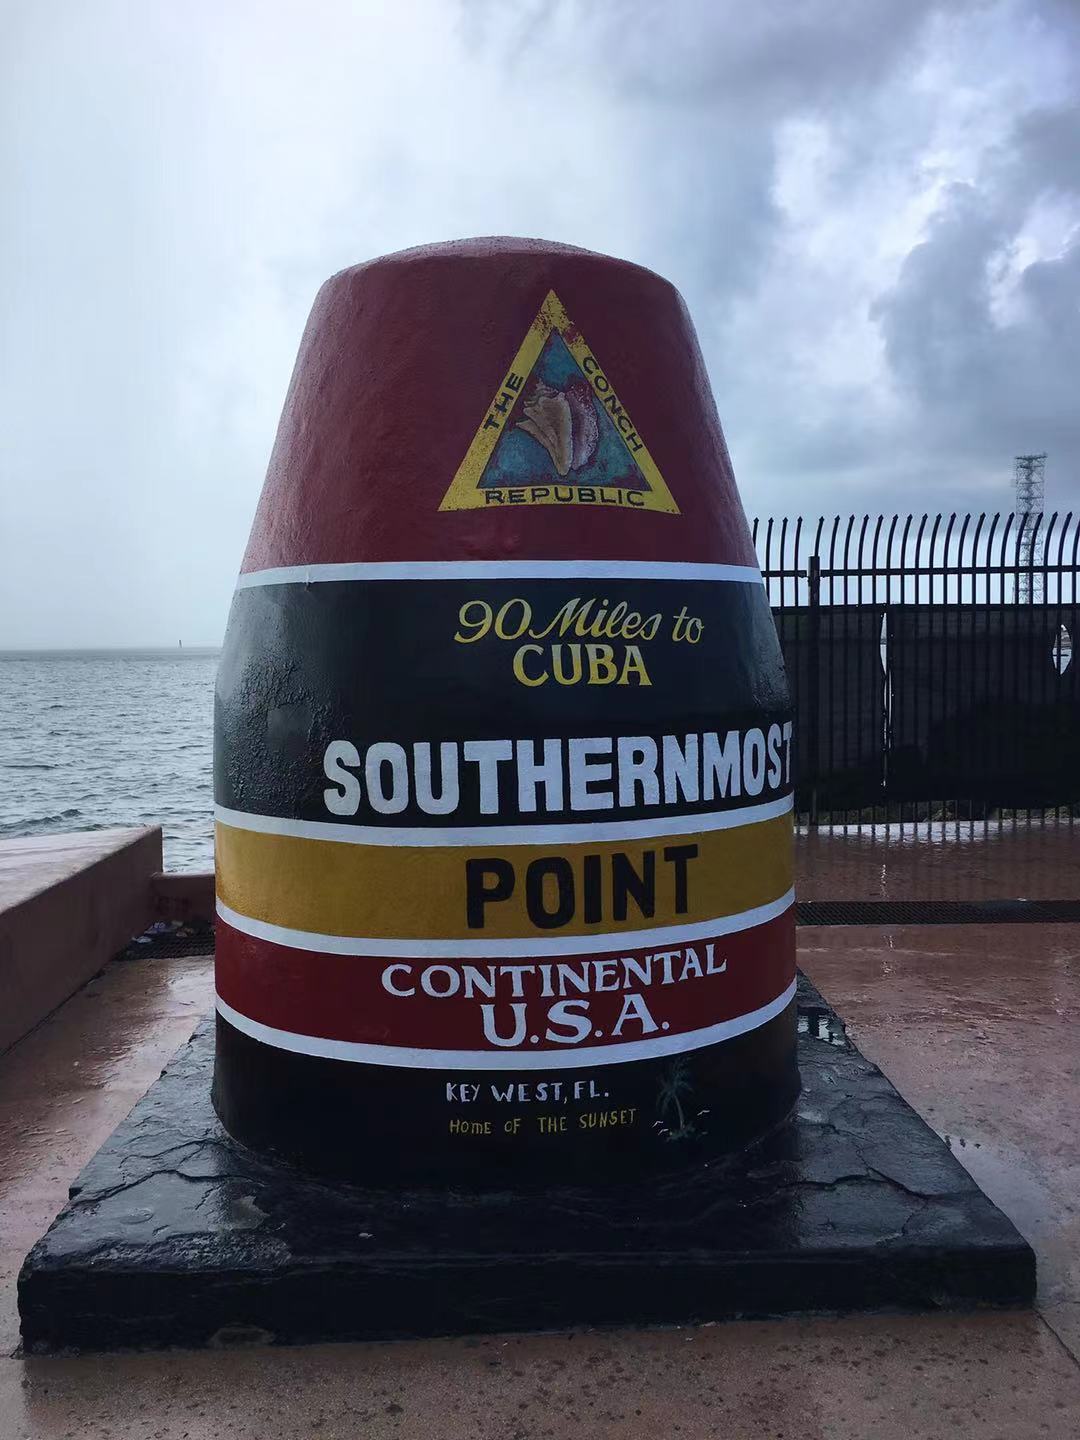 THE CONCH
REPUBLIC
90 Miles to
CUBA
SOUTHERNMOST
POINT
CONTINENTAL
U.S.A.
KEY WEST, FL.
HOME OF THE SUNSET